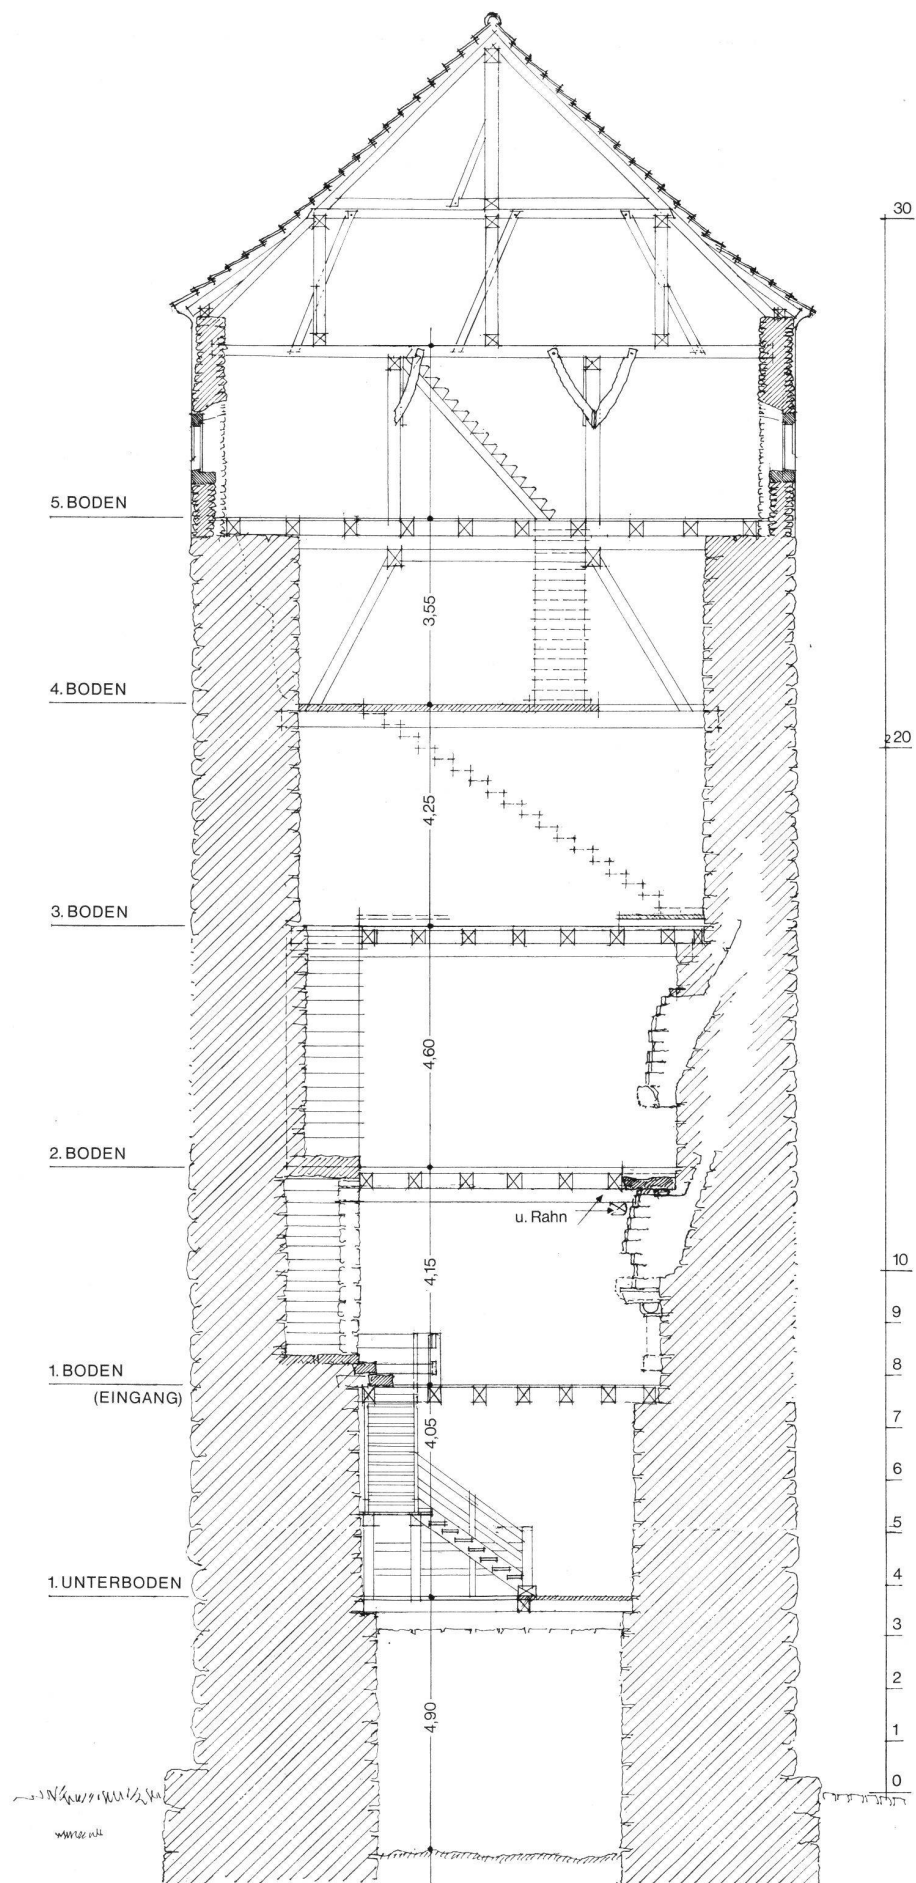 30
5. BODEN
3,55
4. BODEN
20
4,25
3. BODEN
4,60
2. BODEN
u. Rahn
4,15
10
9
8
1. BODEN
(EINGANG)
7
4,05
6
5
1. UNTERBODEN
4
3
2
4,90
1
0